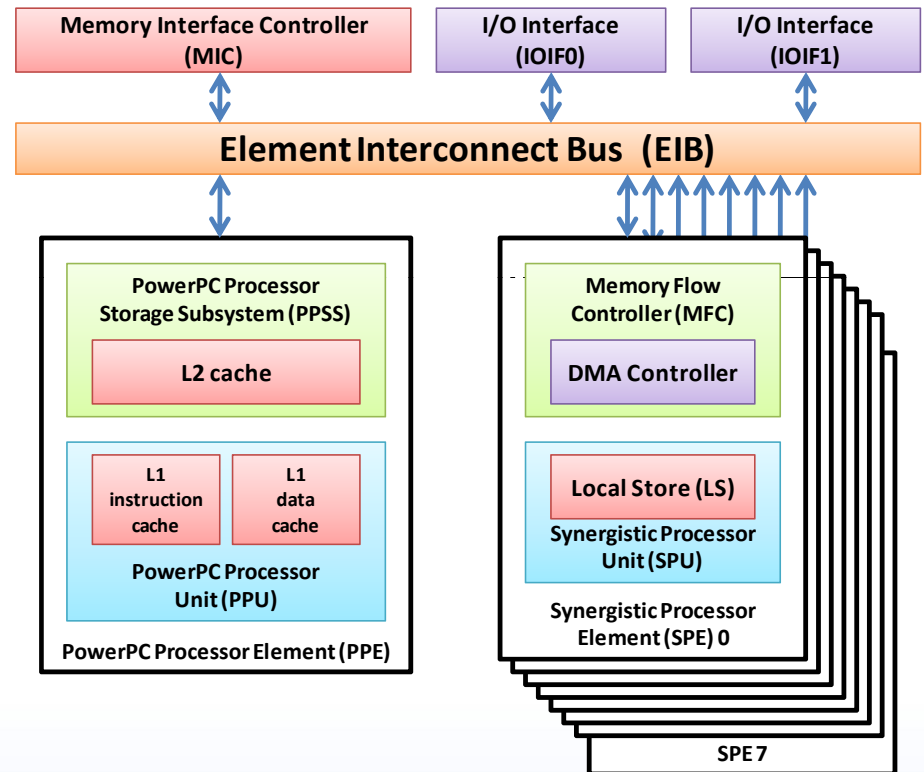 Memory Interface Controller
(MIC)
I/O Interface
(IOIF0)
I/O Interface
(IOIF1)
Element Interconnect Bus (EIB)
PowerPC Processor
Storage Subsystem (PPSS)
L2 cache
L1
instruction
cache
L1
data
cache
PowerPC Processor
Unit (PPU)
PowerPC Processor Element (PPE)
Memory Flow
Controller (MFC)
DMA Controller
Local Store (LS)
Synergistic Processor
Unit (SPU)
Synergistic Processor
Element (SPE) 0
SPE 7